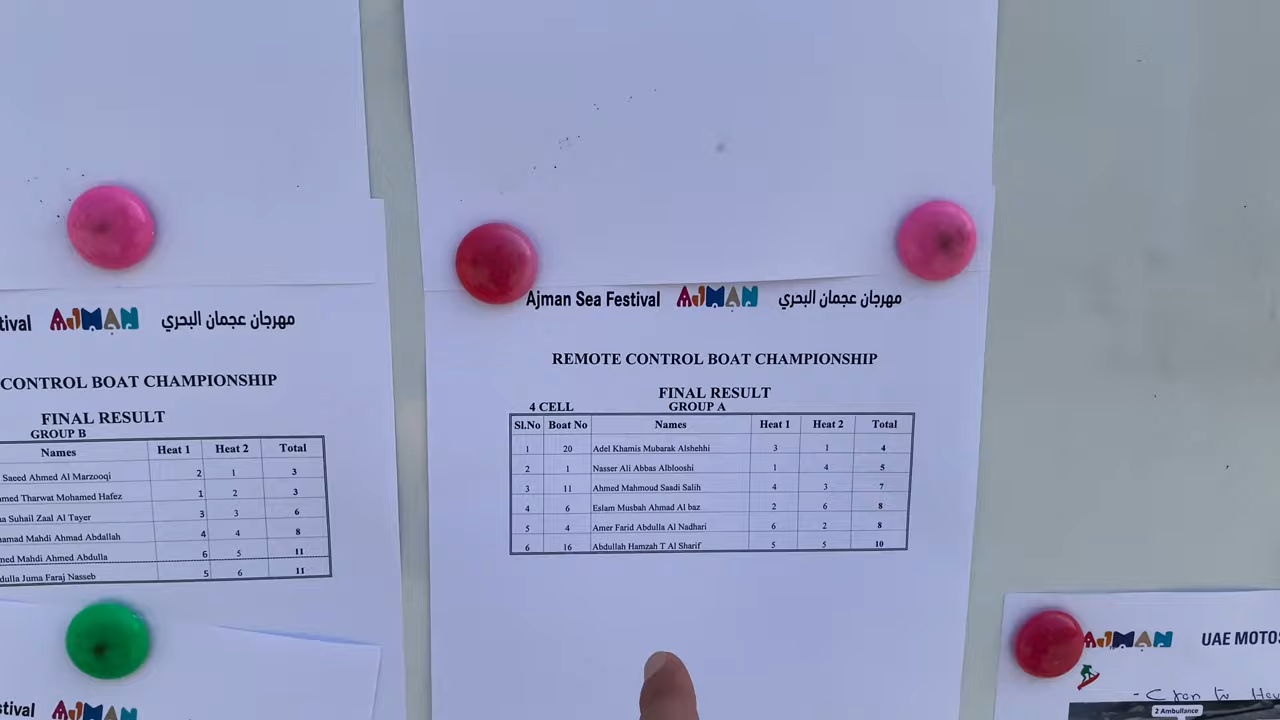 tival AJMAN مهرجان عجمان البحري
CONTROL BOAT CHAMPIONSHIP
FINAL RESULT
GROUP B
Names Heat 1 Heat 2 Total
Saeed Ahmed Al Marzooqi 2 1 3
med Tharwat Mohamed Hafez 1 2 3
Suhail Zaal Al Tayer 3 3 6
amad Mahdi Ahmad Abdallah 4 4 8
med Mahdi Ahmed Abdulla 6 5 11
dulla Juma Faraj Nasseb 5 6 11
stival AJMAN
Ajman Sea Festival AJMAN مهرجان عجمان البحري
REMOTE CONTROL BOAT CHAMPIONSHIP
FINAL RESULT
4 CELL GROUP A
Sl.No Boat No Names Heat 1 Heat 2 Total
1 20 Adel Khamis Mubarak Alshehhi 3 1 4
2 1 Nasser Ali Abbas Alblooshi 1 4 5
3 11 Ahmed Mahmoud Saadi Salih 4 3 7
4 6 Eslam Musbah Ahmad Al baz 2 6 8
5 4 Amer Farid Abdulla Al Nadhari 6 2 8
6 16 Abdullah Hamzah T Al Sharif 5 5 10
AJMAN UAE MOTOS
2 Ambullance